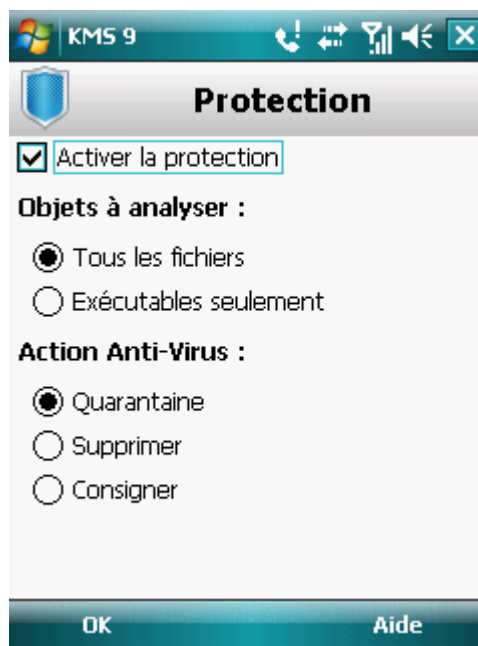 KMS 9
Protection
Activer la protection
Objets à analyser :
Tous les fichiers
Exécutables seulement
Action Anti-Virus :
Quarantaine
Supprimer
Consigner
OK Aide